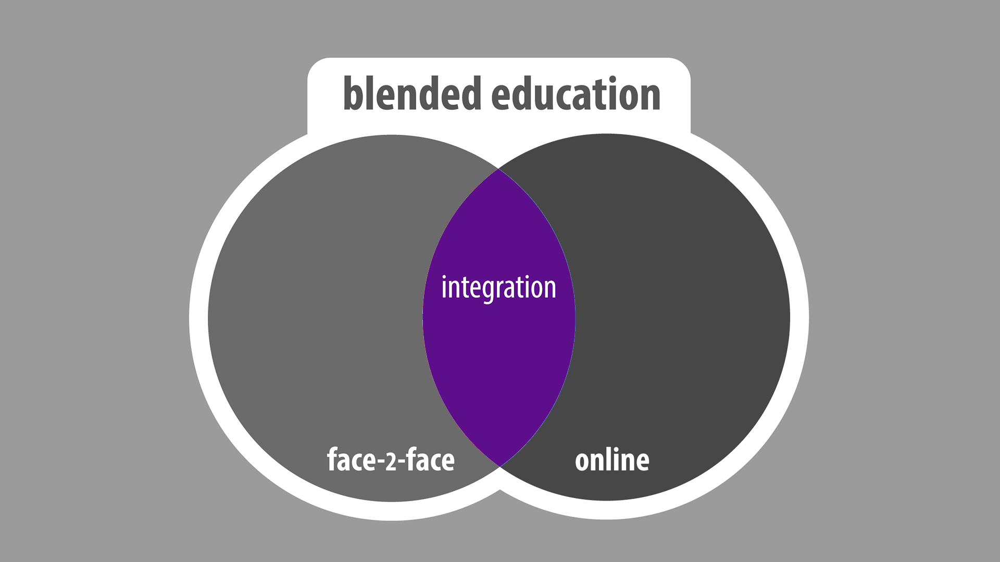 blended education
integration
face-2-face
online